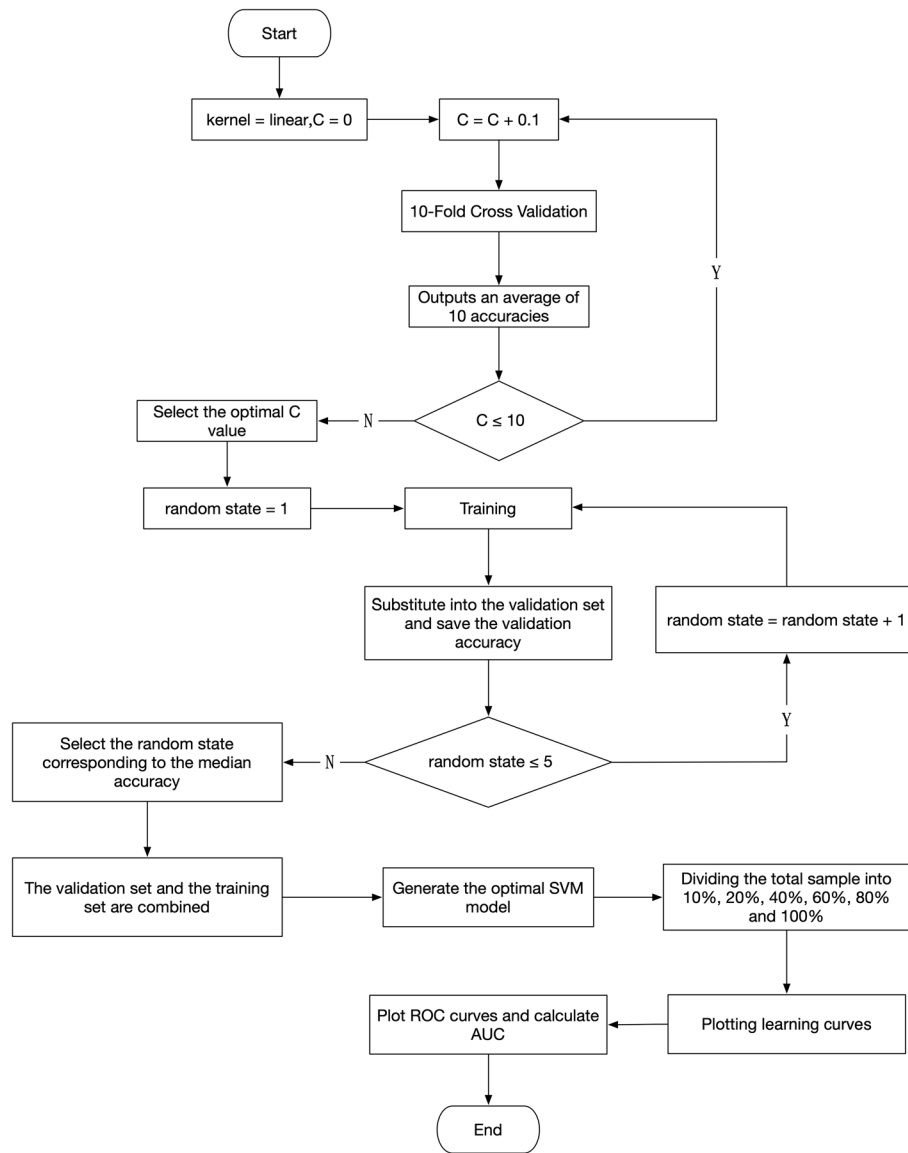 Start
kernel = linear,C = 0
C = C + 0.1
10-Fold Cross Validation
Y
Outputs an average of
10 accuracies
C ≤ 10
N
Select the optimal C
value
random state = 1
Training
Substitute into the validation set
and save the validation
accuracy
random state = random state + 1
Y
random state ≤ 5
N
Select the random state
corresponding to the median
accuracy
The validation set and the training
set are combined
Generate the optimal SVM
model
Dividing the total sample into
10%, 20%, 40%, 60%, 80%
and 100%
Plotting learning curves
Plot ROC curves and calculate
AUC
End